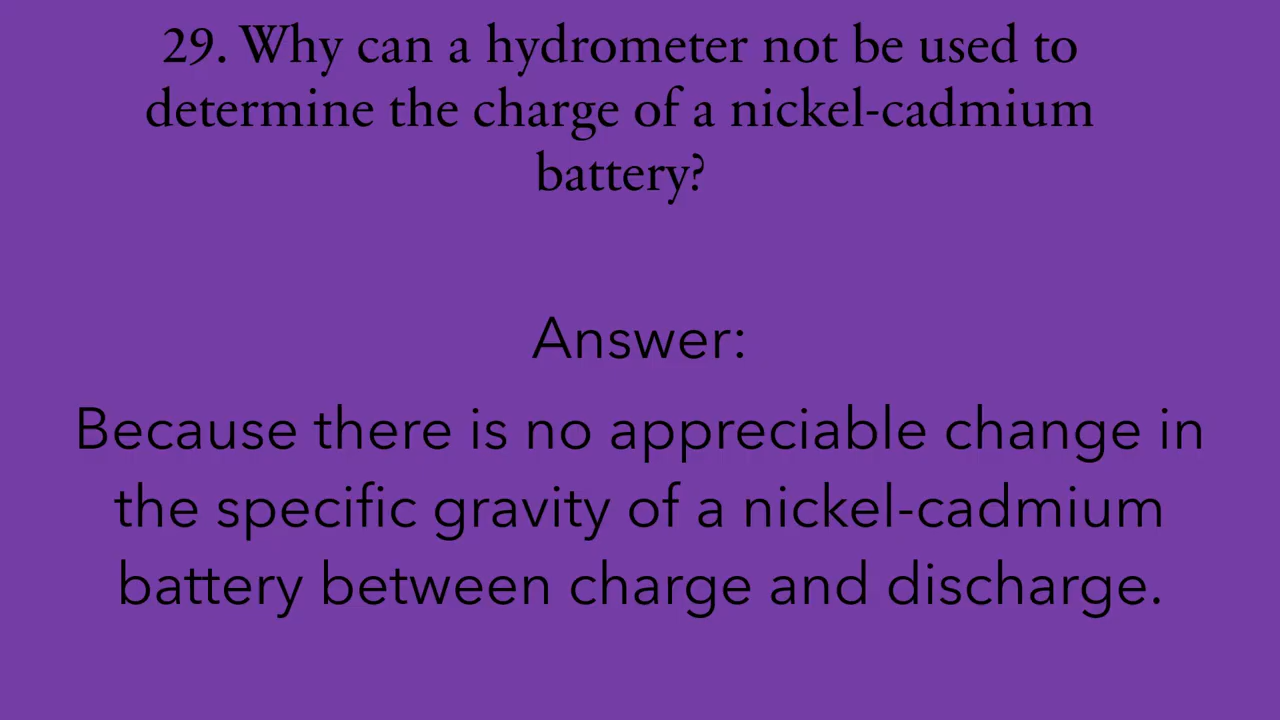 29. Why can a hydrometer not be used to
determine the charge of a nickel-cadmium
battery?
Answer:
Because there is no appreciable change in
the specific gravity of a nickel-cadmium
battery between charge and discharge.